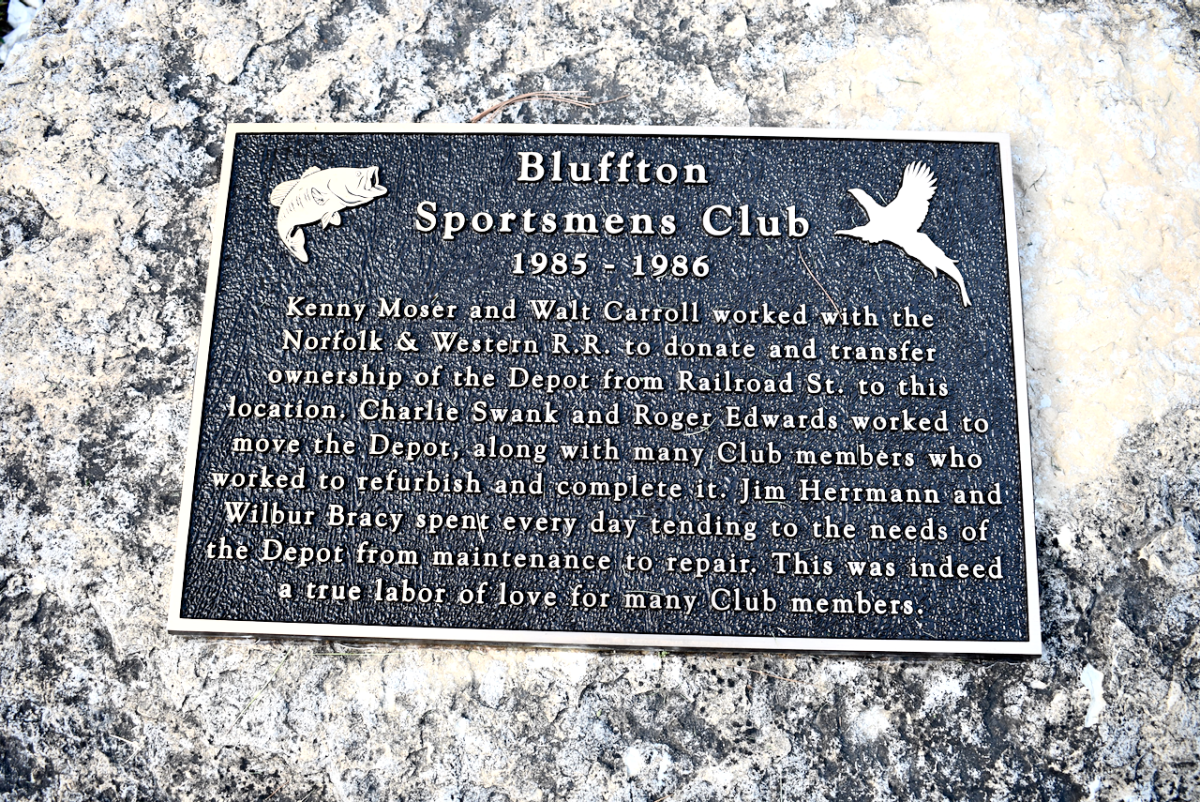 Bluffton
Sportsmens Club
1985 - 1986
Kenny Moser and Walt Carroll worked with the
Norfolk & Western R.R. to donate and transfer
ownership of the Depot from Railroad St. to this
location. Charlie Swank and Roger Edwards worked to
move the Depot, along with many Club members who
worked to refurbish and complete it. Jim Herrmann and
Wilbur Bracy spent every day tending to the needs of
the Depot from maintenance to repair. This was indeed
a true labor of love for many Club members.